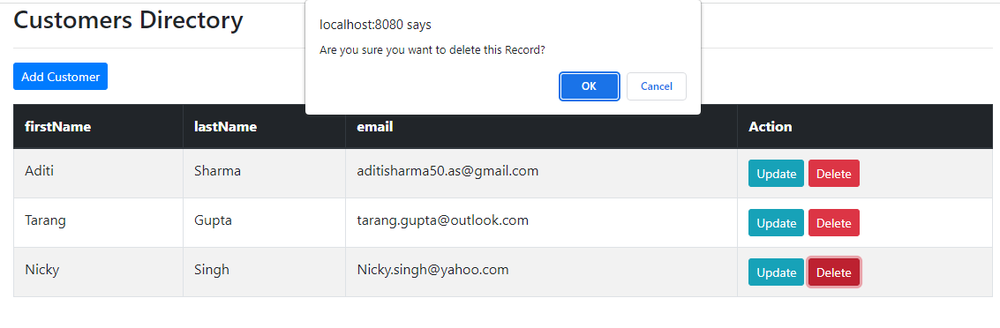 Customers Directory
localhost:8080 says
Are you sure you want to delete this Record?
OK Cancel
Add Customer
firstName lastName email Action
Aditi Sharma aditisharma50.as@gmail.com Update Delete
Tarang Gupta tarang.gupta@outlook.com Update Delete
Nicky Singh Nicky.singh@yahoo.com Update Delete